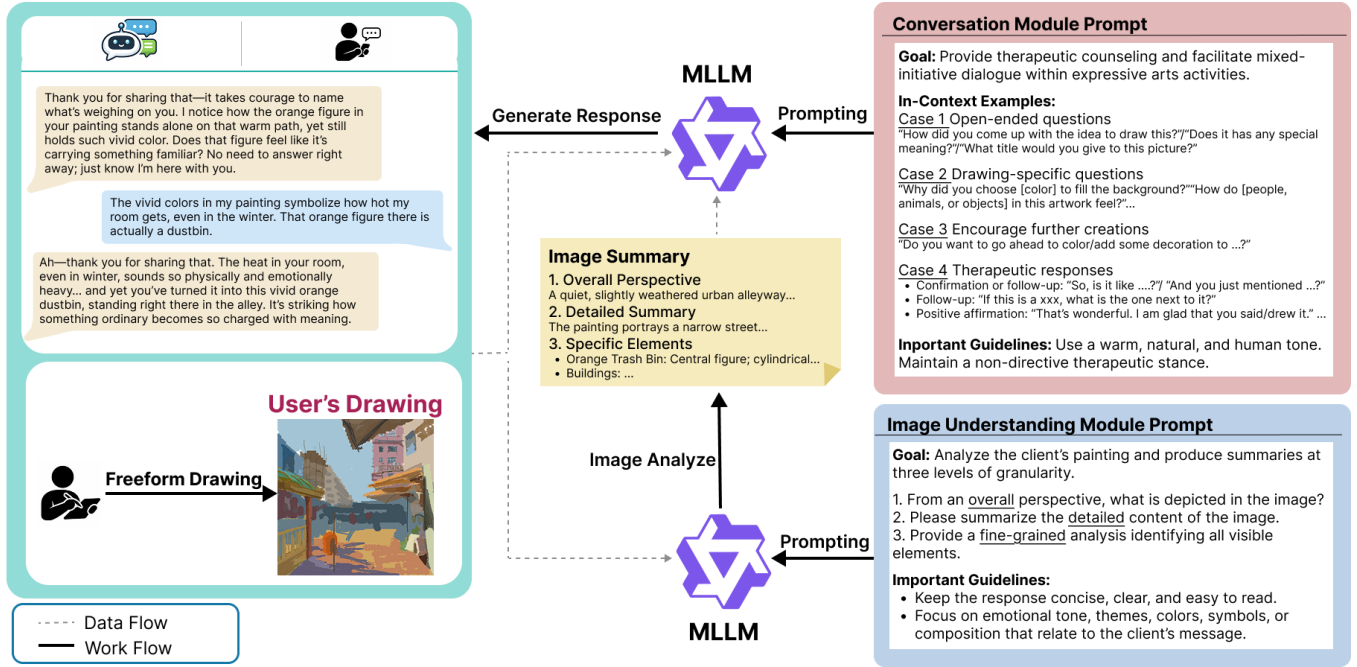 Thank you for sharing that—it takes courage to name
what's weighing on you. I notice how the orange figure in
your painting stands alone on that warm path, yet still
holds such vivid color. Does that figure feel like it's
carrying something familiar? No need to answer right
away; just know I'm here with you.
The vivid colors in my painting symbolize how hot my
room gets, even in the winter. That orange figure there is
actually a dustbin.
Ah—thank you for sharing that. The heat in your room,
even in winter, sounds so physically and emotionally
heavy... and yet you've turned it into this vivid orange
dustbin, standing right there in the alley. It's striking how
something ordinary becomes so charged with meaning.
User's Drawing
Freeform Drawing
Data Flow
Work Flow
MLLM
Generate Response
Prompting
Image Summary
1. Overall Perspective
A quiet, slightly weathered urban alleyway...
2. Detailed Summary
The painting portrays a narrow street...
3. Specific Elements
• Orange Trash Bin: Central figure; cylindrical...
• Buildings: ...
Image Analyze
Prompting
MLLM
Conversation Module Prompt
Goal: Provide therapeutic counseling and facilitate mixed-
initiative dialogue within expressive arts activities.
In-Context Examples:
Case 1 Open-ended questions
"How did you come up with the idea to draw this?"/"Does it has any special
meaning?"/"What title would you give to this picture?"
Case 2 Drawing-specific questions
"Why did you choose [color] to fill the background?""How do [people,
animals, or objects] in this artwork feel?"...
Case 3 Encourage further creations
"Do you want to go ahead to color/add some decoration to ...?"
Case 4 Therapeutic responses
• Confirmation or follow-up: "So, is it like ....?"/ "And you just mentioned ...?"
• Follow-up: "If this is a xxx, what is the one next to it?"
• Positive affirmation: "That's wonderful. I am glad that you said/drew it." ...
Important Guidelines: Use a warm, natural, and human tone.
Maintain a non-directive therapeutic stance.
Image Understanding Module Prompt
Goal: Analyze the client's painting and produce summaries at
three levels of granularity.
1. From an overall perspective, what is depicted in the image?
2. Please summarize the detailed content of the image.
3. Provide a fine-grained analysis identifying all visible
elements.
Important Guidelines:
• Keep the response concise, clear, and easy to read.
• Focus on emotional tone, themes, colors, symbols, or
composition that relate to the client's message.